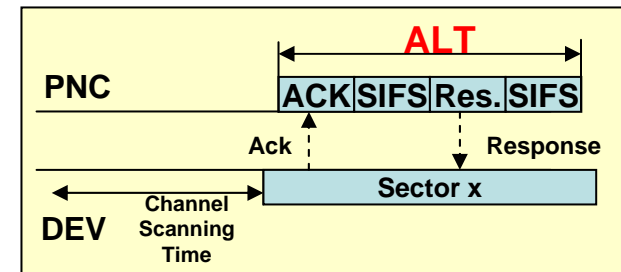 ALT
PNC
ACK SIFS Res. SIFS
Ack
Response
Sector x
Channel
Scanning
Time
DEV